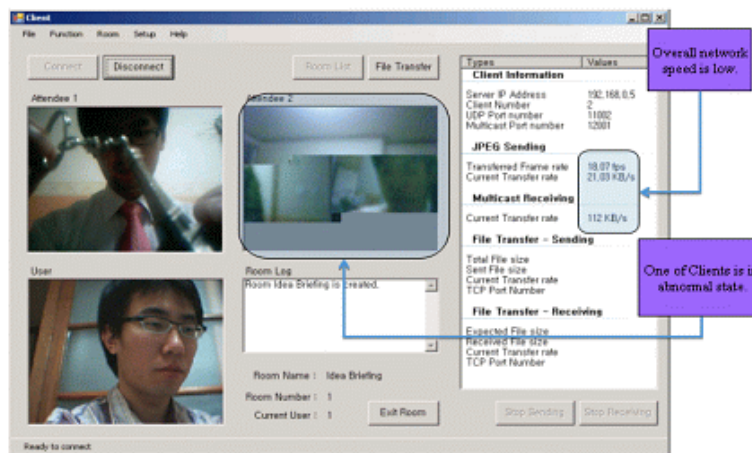 Client
File Function Room Setup Help
Connect Disconnect Room List File Transfer
Attendee 1
Attendee 2
User
Room Log
Room Idea Briefing is created.
Room Name : Idea Briefing
Room Number : 1
Current User : 1
Exit Room
Types Values
Client Information
Server IP Address 192,168,0,5
Client Number 2
UDP Port number 11002
Multicast Port number 12001
JPEG Sending
Transferred Frame rate 18,07 fps
Current Transfer rate 21,03 KB/s
Multicast Receiving
Current Transfer rate 112 KB/s
File Transfer - Sending
Total File size
Sent File size
Current Transfer rate
TCP Port Number
File Transfer - Receiving
Expected File size
Received File size
Current Transfer rate
TCP Port Number
Stop Sending Stop Receiving
Ready to connect
Overall network
speed is low.
One of Clients is i
abnormal state.